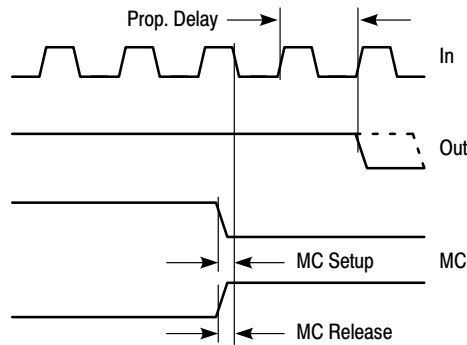 Prop. Delay
In
Out
MC Setup
MC
MC Release